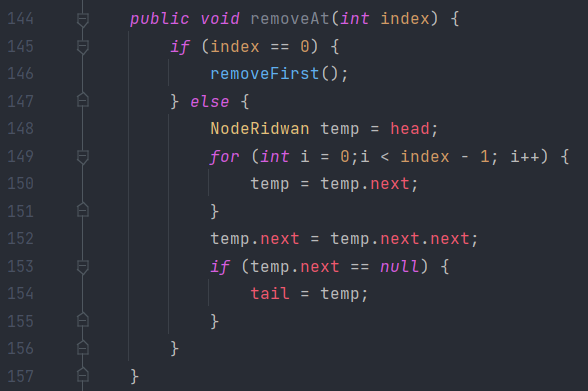 144 public void removeAt(int index) {
145 if (index == 0) {
146 removeFirst();
147 } else {
148 NodeRidwan temp = head;
149 for (int i = 0;i < index - 1; i++) {
150 temp = temp.next;
151 }
152 temp.next = temp.next.next;
153 if (temp.next == null) {
154 tail = temp;
155 }
156 }
157 }